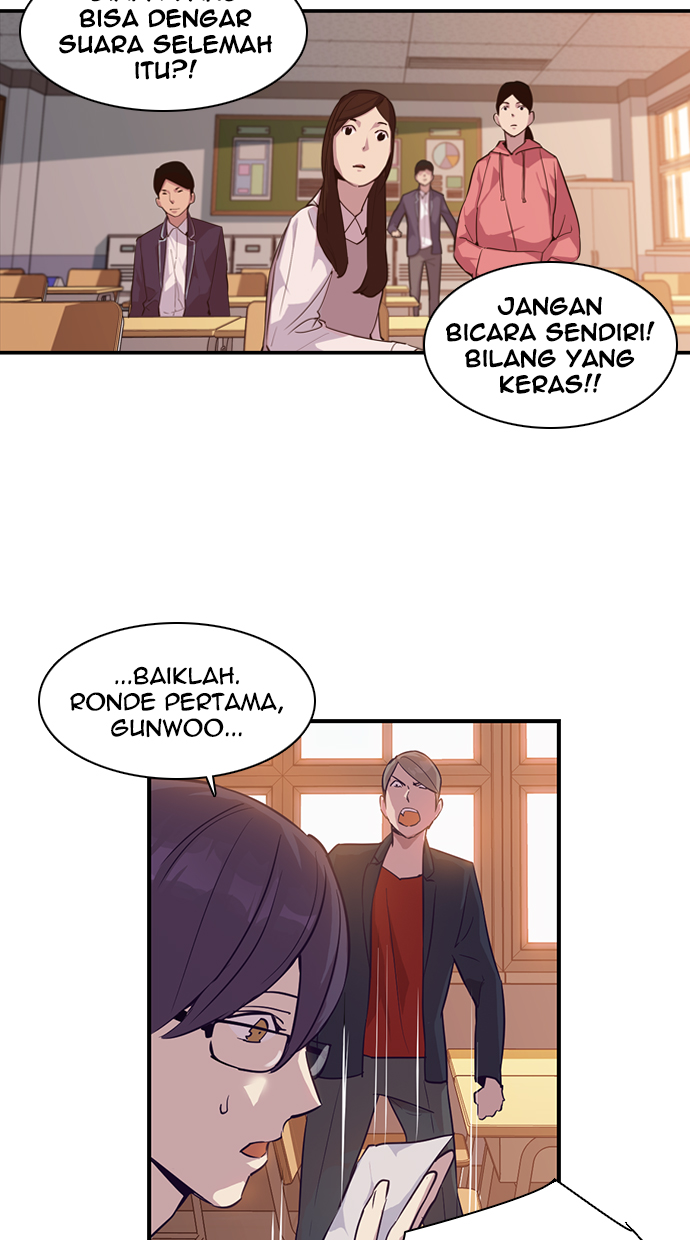 BISA DENGAR
SUARA SELEMAH
ITU?!
JANGAN
BICARA SENDIRI!
BILANG YANG
KERAS!!
...BAIKLAH.
RONDE PERTAMA,
GUNWOO...